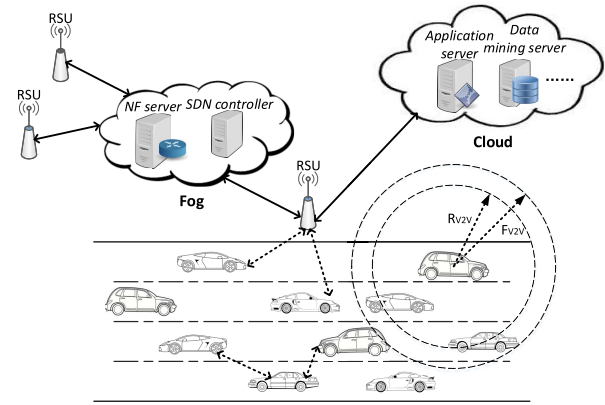 RSU
RSU
NF server
SDN controller
Fog
RSU
Application
server
Data
mining server
......
Cloud
RV2V
FV2V